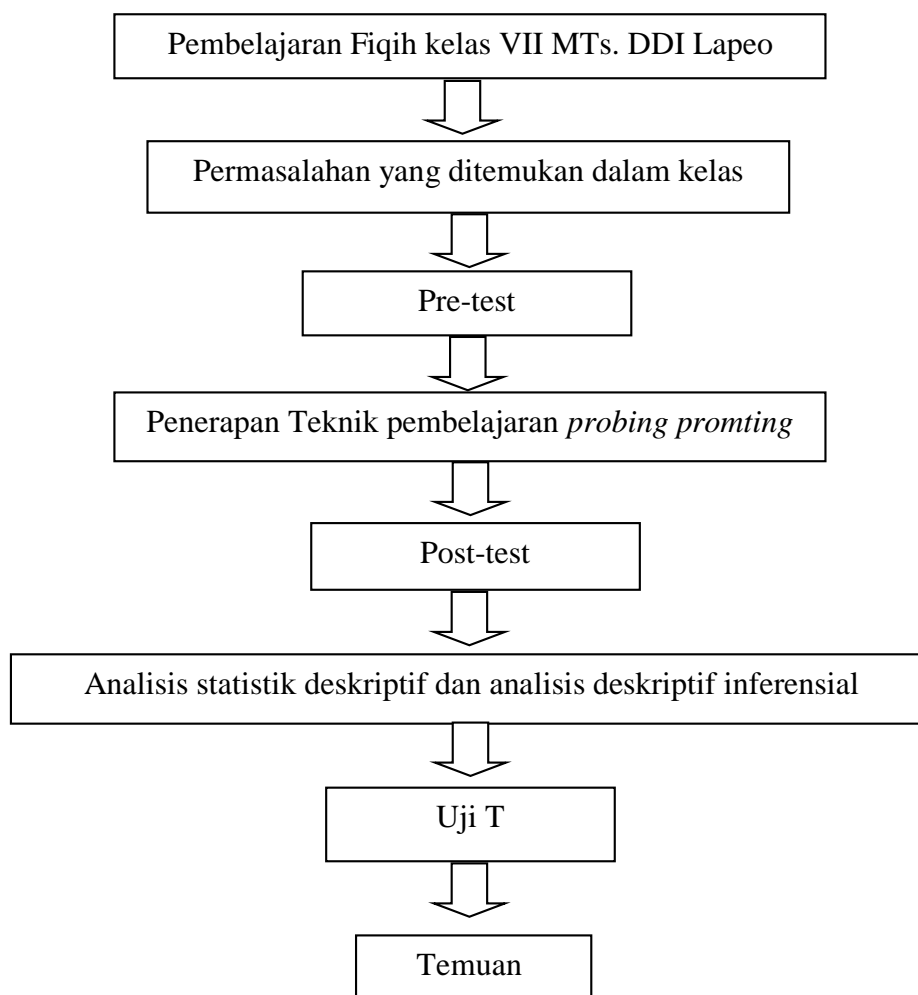 Pembelajaran Fiqih kelas VII MTs. DDI Lapeo
Permasalahan yang ditemukan dalam kelas
Pre-test
Penerapan Teknik pembelajaran probing promting
Post-test
Analisis statistik deskriptif dan analisis deskriptif inferensial
Uji T
Temuan